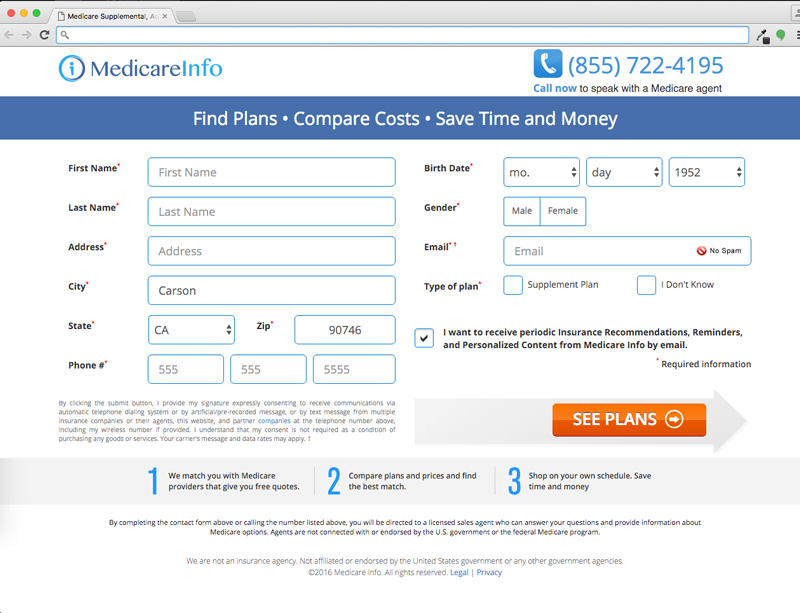 Medicare Supplemental, Ad
MedicareInfo
(855) 722-4195
Call now to speak with a Medicare agent
Find Plans • Compare Costs • Save Time and Money
First Name*
First Name
Last Name*
Last Name
Address*
Address
City*
Carson
State*
CA
Zip*
90746
Phone #*
555
555
5555
Birth Date*
mo.
day
1952
Gender*
Male
Female
Email* †
Email
No Spam
Type of plan*
Supplement Plan
I Don't Know
I want to receive periodic Insurance Recommendations, Reminders,
and Personalized Content from Medicare Info by email.
* Required information
By clicking the submit button, I provide my signature expressly consenting to receive communications via
automatic telephone dialing system or by artificial/pre-recorded message, or by text message from multiple
insurance companies or their agents, this website, and partner companies at the telephone number above,
including my wireless number if provided. I understand that my consent is not required as a condition of
purchasing any goods or services. Your carrier's message and data rates may apply. †
SEE PLANS
1 We match you with Medicare
providers that give you free quotes.
2 Compare plans and prices and find
the best match.
3 Shop on your own schedule. Save
time and money
By completing the contact form above or calling the number listed above, you will be directed to a licensed sales agent who can answer your questions and provide information about
Medicare options. Agents are not connected with or endorsed by the U.S. government or the federal Medicare program.
We are not an insurance agency. Not affiliated or endorsed by the United States government or any other government agencies.
©2016 Medicare Info. All rights reserved. Legal | Privacy